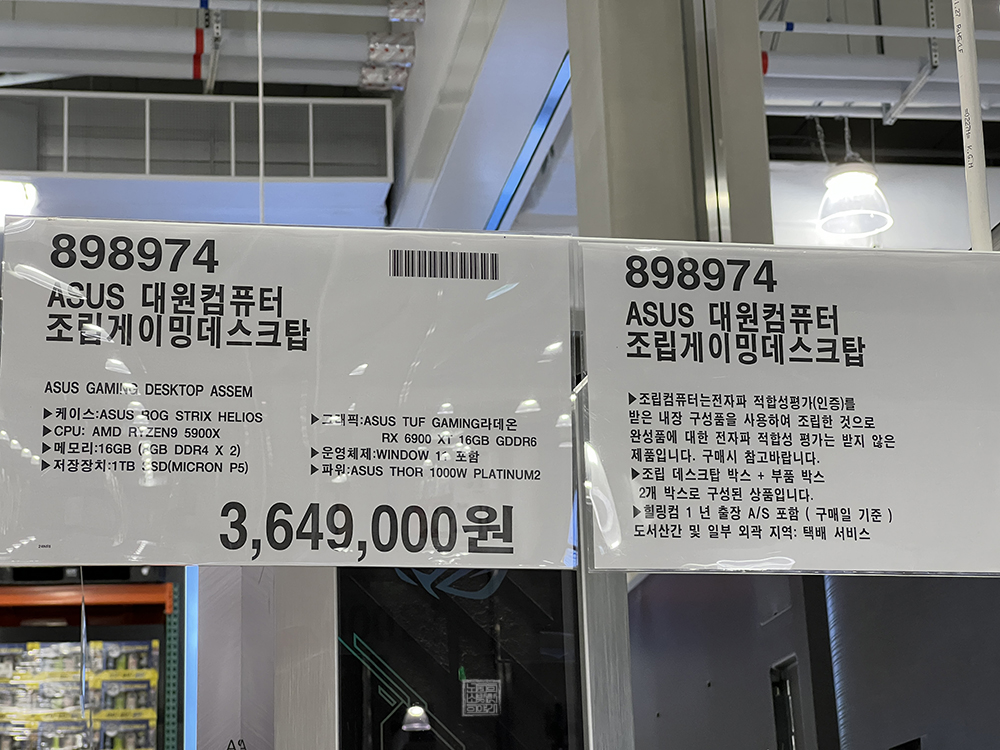 898974
ASUS 대원컴퓨터
조립게이밍데스크탑
ASUS GAMING DESKTOP ASSEM
▶케이스:ASUS ROG STRIX HELIOS
▶CPU: AMD RYZEN9 5900X
▶메모리:16GB (8GB DDR4 X 2)
▶저장장치:1TB SSD(MICRON P5)
▶그래픽:ASUS TUF GAMING라데온
RX 6900 XT 16GB GDDR6
▶운영체제:WINDOW 11 포함
▶파워:ASUS THOR 1000W PLATINUM2
3,649,000원
898974
ASUS 대원컴퓨터
조립게이밍데스크탑
▶조립컴퓨터는전자파 적합성평가(인증)를
받은 내장 구성품을 사용하여 조립한 것으로
완성품에 대한 전자파 적합성 평가는 받지 않은
제품입니다. 구매시 참고바랍니다.
▶조립 데스크탑 박스 + 부품 박스
2개 박스로 구성된 상품입니다.
▶힐링컴 1 년 출장 A/S 포함 ( 구매일 기준 )
도서산간 및 일부 외곽 지역: 택배 서비스